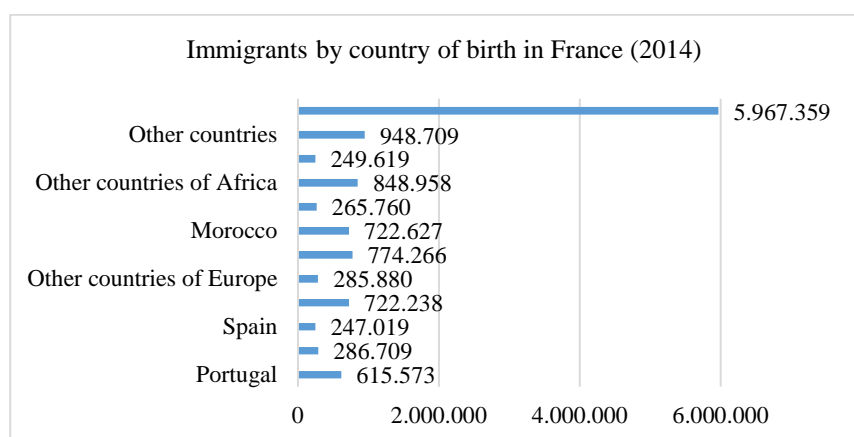 Immigrants by country of birth in France (2014)
5.967.359
Other countries 948.709
249.619
Other countries of Africa 848.958
265.760
Morocco 722.627
774.266
Other countries of Europe 285.880
722.238
Spain 247.019
286.709
Portugal 615.573
0 2.000.000 4.000.000 6.000.000